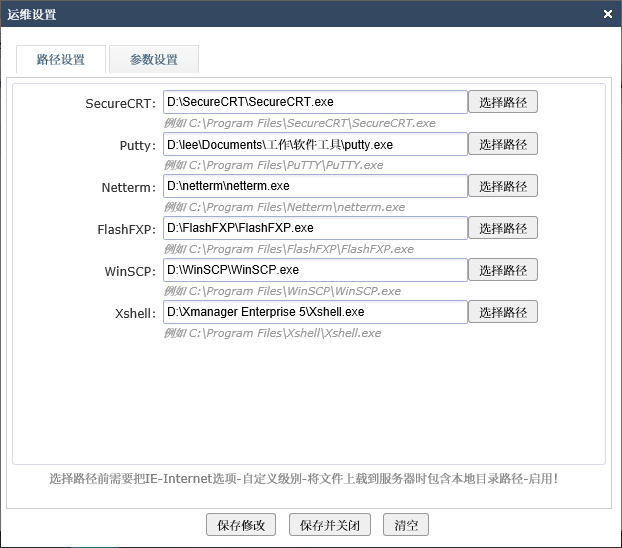 运维设置
路径设置 参数设置
SecureCRT: D:\SecureCRT\SecureCRT.exe 选择路径
例如 C:\Program Files\SecureCRT\SecureCRT.exe
Putty: D:\lee\Documents\工作\软件工具\putty.exe 选择路径
例如 C:\Program Files\PuTTY\PuTTY.exe
Netterm: D:\netterm\netterm.exe 选择路径
例如 C:\Program Files\Netterm\netterm.exe
FlashFXP: D:\FlashFXP\FlashFXP.exe 选择路径
例如 C:\Program Files\FlashFXP\FlashFXP.exe
WinSCP: D:\WinSCP\WinSCP.exe 选择路径
例如 C:\Program Files\WinSCP\WinSCP.exe
Xshell: D:\Xmanager Enterprise 5\Xshell.exe 选择路径
例如 C:\Program Files\Xshell\Xshell.exe
选择路径前需要把IE-Internet选项-自定义级别-将文件上载到服务器时包含本地目录路径-启用!
保存修改 保存并关闭 清空